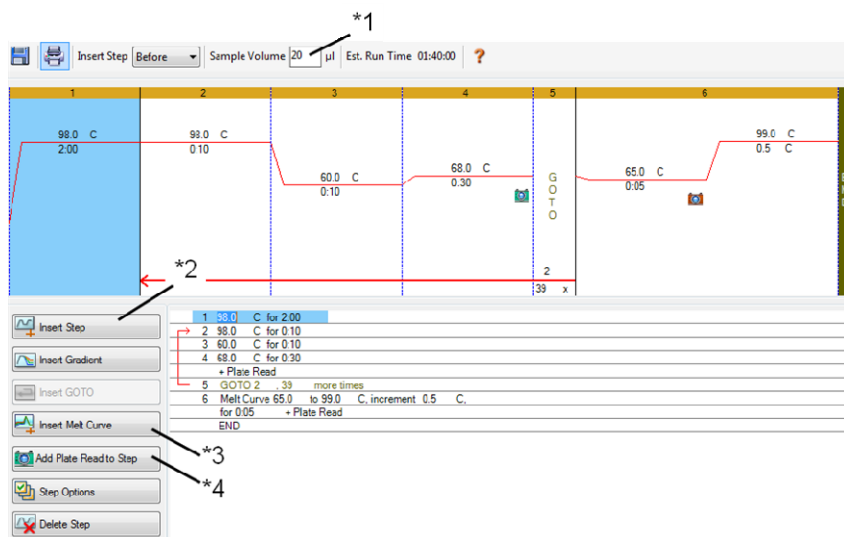 *1
Insert Step Before Sample Volume 20 µl Est. Run Time 01:40:00 ?
1 2 3 4 5 6
98.0 C
2:00
98.0 C
0:10
60.0 C
0:10
68.0 C
0:30
G
O
T
O
2
39 x
65.0 C
0:05
99.0 C
0.5 C
E
N
D
*2
Insert Step
Insert Gradient
Insert GOTO
Insert Melt Curve
Add Plate Read to Step
Step Options
Delete Step
*3
*4
1 98.0 C for 2:00
2 98.0 C for 0:10
3 60.0 C for 0:10
4 68.0 C for 0:30
+ Plate Read
5 GOTO 2 , 39 more times
6 Melt Curve 65.0 to 99.0 C, increment 0.5 C,
for 0:05 + Plate Read
END